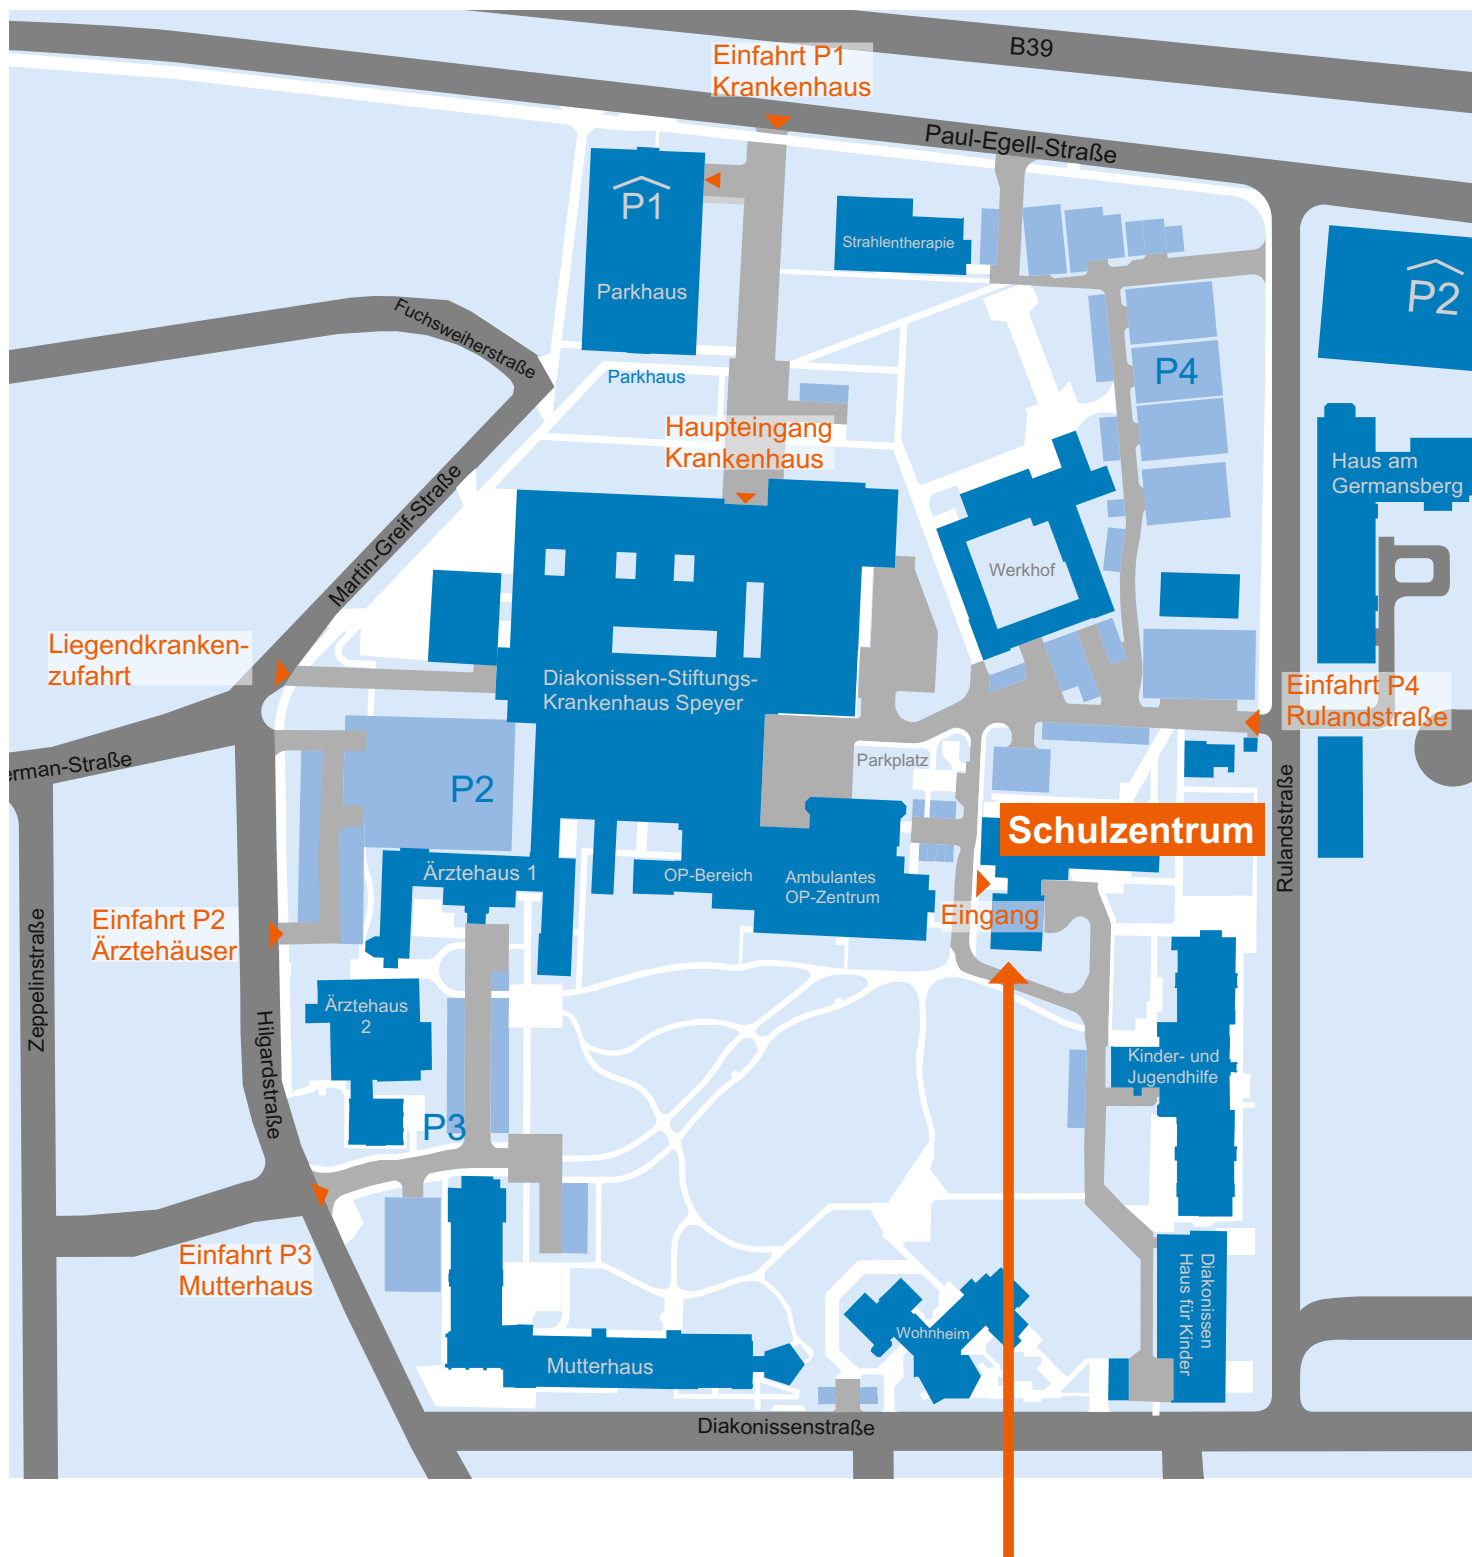 B39
Einfahrt P1
Krankenhaus
Paul-Egell-Straße
P1
Parkhaus
Parkhaus
Strahlentherapie
P2
P4
Fuchsweiherstraße
Haupteingang
Krankenhaus
Haus am
Germansberg
Martin-Greif-Straße
Werkhof
Liegendkranken-
zufahrt
Diakonissen-Stiftungs-
Krankenhaus Speyer
Einfahrt P4
Rulandstraße
erman-Straße
P2
Parkplatz
Rulandstraße
Schulzentrum
Ärztehaus 1
OP-Bereich
Ambulantes
OP-Zentrum
Eingang
Einfahrt P2
Ärztehäuser
Zeppelinstraße
Ärztehaus
2
Hilgardstraße
Kinder- und
Jugendhilfe
P3
Einfahrt P3
Mutterhaus
Diakonissen
Haus für Kinder
Wohnheim
Mutterhaus
Diakonissenstraße